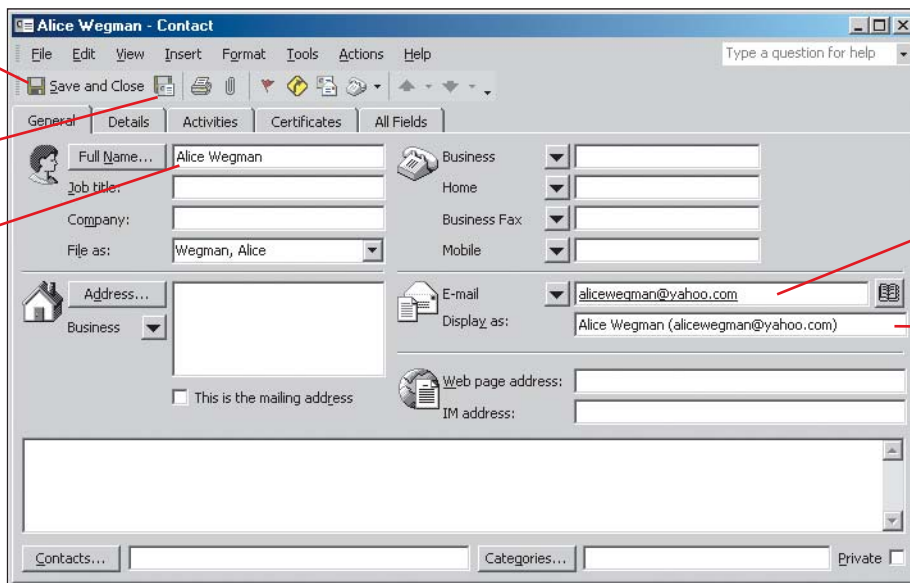 Alice Wegman - Contact
File Edit View Insert Format Tools Actions Help
Type a question for help
Save and Close
General Details Activities Certificates All Fields
Full Name... Alice Wegman
Business
Job title:
Home
Company:
Business Fax
File as: Wegman, Alice
Mobile
Address...
E-mail alicewegman@yahoo.com
Business
Display as: Alice Wegman (alicewegman@yahoo.com)
This is the mailing address
Web page address:
IM address:
Contacts... Categories... Private